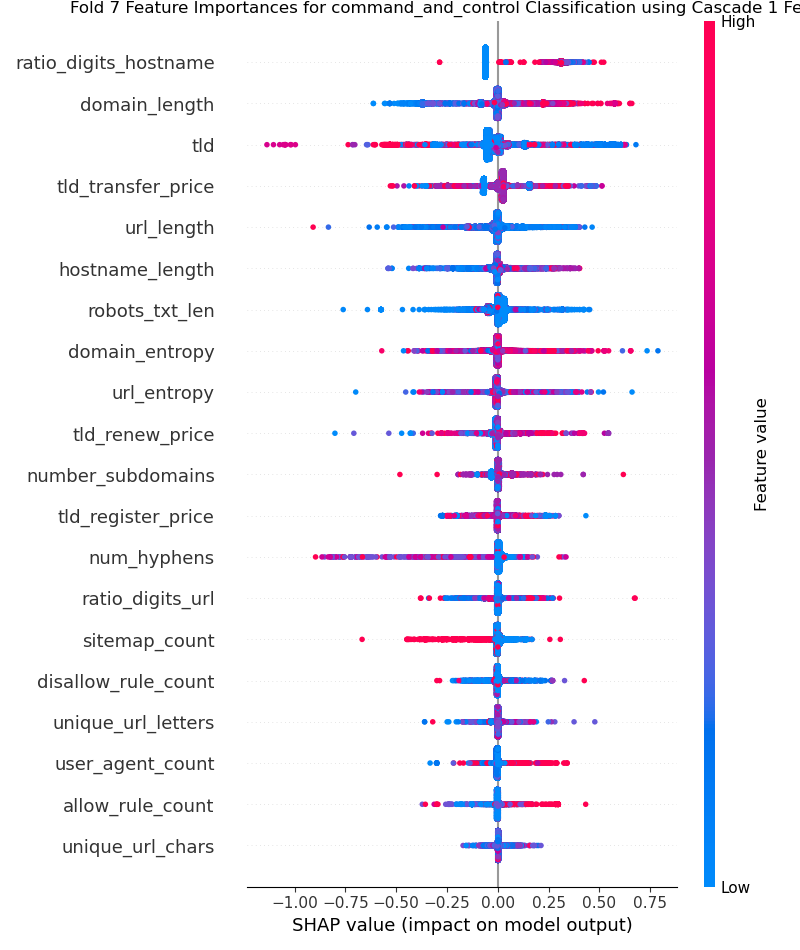 Fold 7 Feature Importances for command_and_control Classification using Cascade 1 Fe
High
ratio_digits_hostname
domain_length
tld
tld_transfer_price
url_length
hostname_length
robots_txt_len
domain_entropy
url_entropy
tld_renew_price
number_subdomains
tld_register_price
num_hyphens
ratio_digits_url
sitemap_count
disallow_rule_count
unique_url_letters
user_agent_count
allow_rule_count
unique_url_chars
Feature value
Low
−1.00 −0.75 −0.50 −0.25 0.00 0.25 0.50 0.75
SHAP value (impact on model output)